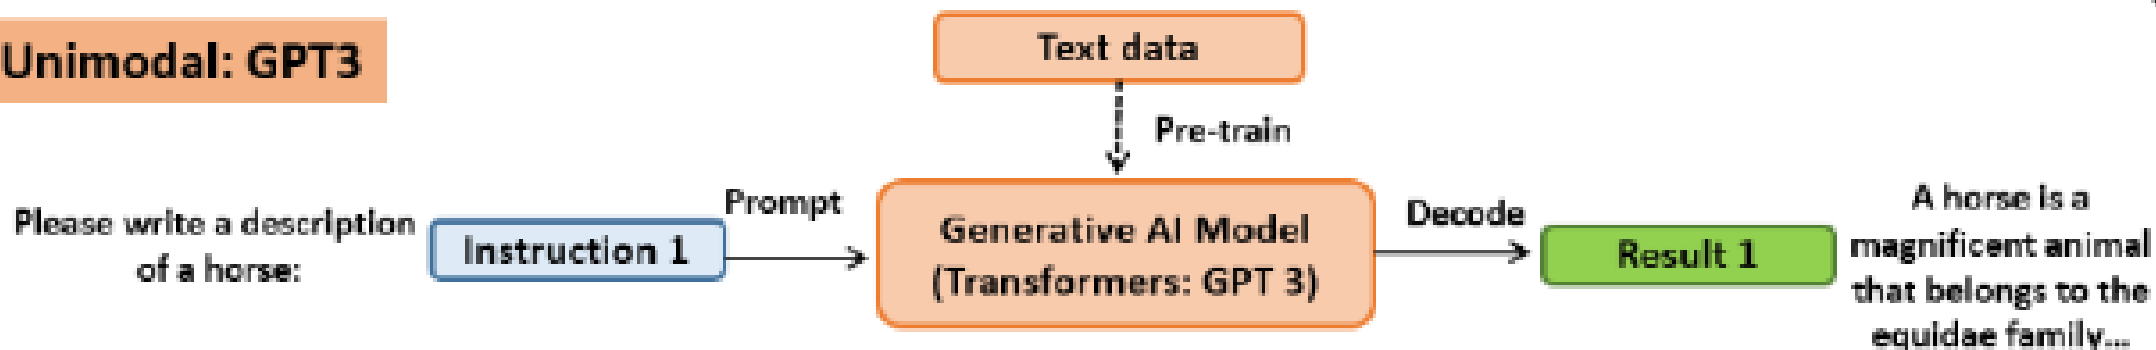 Unimodal: GPT3
Text data
Pre-train
Please write a description
of a horse:
Instruction 1
Prompt
Generative AI Model
(Transformers: GPT 3)
Decode
Result 1
A horse is a
magnificent animal
that belongs to the
equidae family...